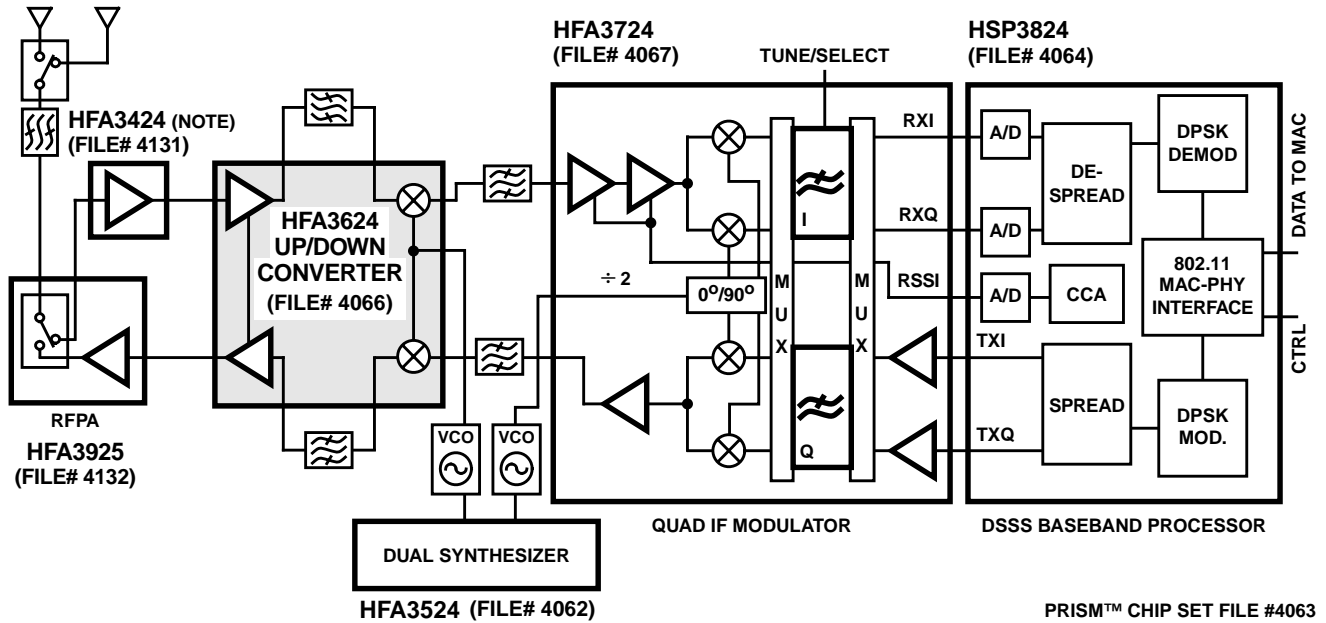 HFA3724
(FILE# 4067)
TUNE/SELECT
HSP3824
(FILE# 4064)
HFA3424 (NOTE)
(FILE# 4131)
HFA3624
UP/DOWN
CONVERTER
(FILE# 4066)
RFPA
HFA3925
(FILE# 4132)
VCO
VCO
DUAL SYNTHESIZER
HFA3524 (FILE# 4062)
÷ 2
0°/90°
M
U
X
I
Q
M
U
X
RXI
RXQ
RSSI
TXI
TXQ
QUAD IF MODULATOR
A/D
A/D
A/D
DE-
SPREAD
CCA
SPREAD
DPSK
DEMOD
802.11
MAC-PHY
INTERFACE
DPSK
MOD.
DATA TO MAC
CTRL
DSSS BASEBAND PROCESSOR
PRISM™ CHIP SET FILE #4063